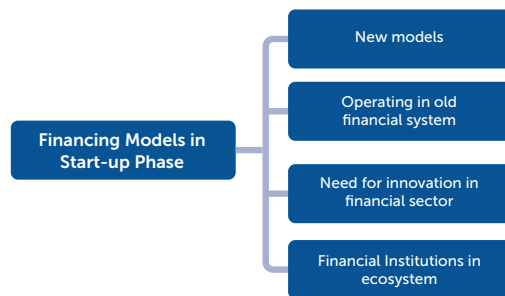 New models
Operating in old
financial system
Financing Models in
Start-up Phase
Need for innovation in
financial sector
Financial Institutions in
ecosystem